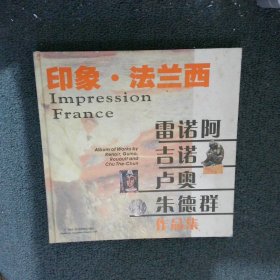 印象·法兰西
Impression
France
Album of Works by
Renoir, Guino,
Rouault and
Chu Teh-Chun
雷诺阿
吉诺
卢奥
朱德群
作品集